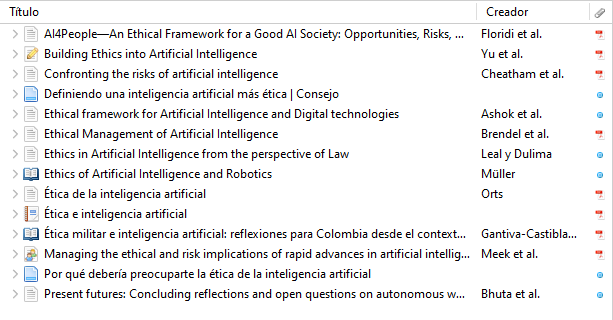 Título Creador
AI4People—An Ethical Framework for a Good AI Society: Opportunities, Risks, ... Floridi et al.
Building Ethics into Artificial Intelligence Yu et al.
Confronting the risks of artificial intelligence Cheatham et al.
Definiendo una inteligencia artificial más ética | Consejo
Ethical framework for Artificial Intelligence and Digital technologies Ashok et al.
Ethical Management of Artificial Intelligence Brendel et al.
Ethics in Artificial Intelligence from the perspective of Law Leal y Dulima
Ethics of Artificial Intelligence and Robotics Müller
Ética de la inteligencia artificial Orts
Ética e inteligencia artificial
Ética militar e inteligencia artificial: reflexiones para Colombia desde el context... Gantiva-Castibla...
Managing the ethical and risk implications of rapid advances in artificial intellig... Meek et al.
Por qué debería preocuparte la ética de la inteligencia artificial
Present futures: Concluding reflections and open questions on autonomous w... Bhuta et al.